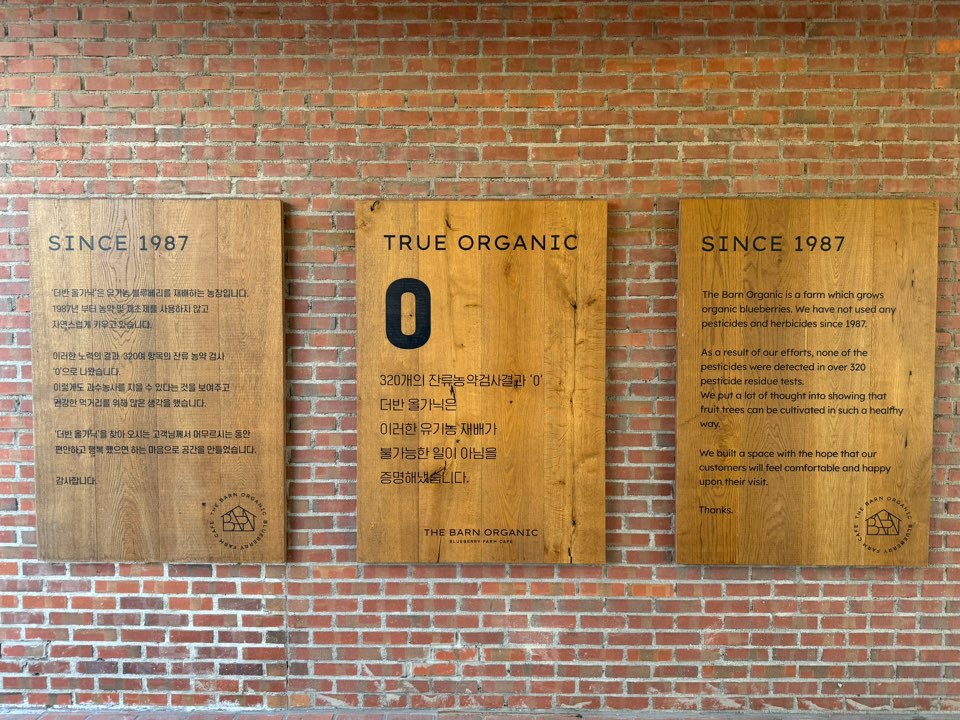 SINCE 1987
'더반 올가닉'은 유기농 블루베리를 재배하는 농장입니다.
1987년 부터 농약 및 제초제를 사용하지 않고
자연스럽게 키우고 있습니다.
이러한 노력의 결과, 320여 항목의 잔류 농약 검사
'0'으로 나왔습니다.
이렇게도 과수농사를 지을 수 있다는 것을 보여주고
건강한 먹거리를 위해 많은 생각을 했습니다.
'더반 올가닉'을 찾아 오시는 고객님께서 머무르시는 동안
편안하고 행복 했으면 하는 마음으로 공간을 만들었습니다.
감사합니다.
THE BARN ORGANIC BLUEBERRY FARM CAFE
BARN
TRUE ORGANIC
0
320개의 잔류농약검사결과 '0'
더반 올가닉은
이러한 유기농 재배가
불가능한 일이 아님을
증명해냈습니다.
THE BARN ORGANIC
BLUEBERRY FARM CAFE
SINCE 1987
The Barn Organic is a farm which grows
organic blueberries. We have not used any
pesticides and herbicides since 1987.
As a result of our efforts, none of the
pesticides were detected in over 320
pesticide residue tests.
We put a lot of thought into showing that
fruit trees can be cultivated in such a healthy
way.
We built a space with the hope that our
customers will feel comfortable and happy
upon their visit.
Thanks.
THE BARN ORGANIC BLUEBERRY FARM CAFE
BARN